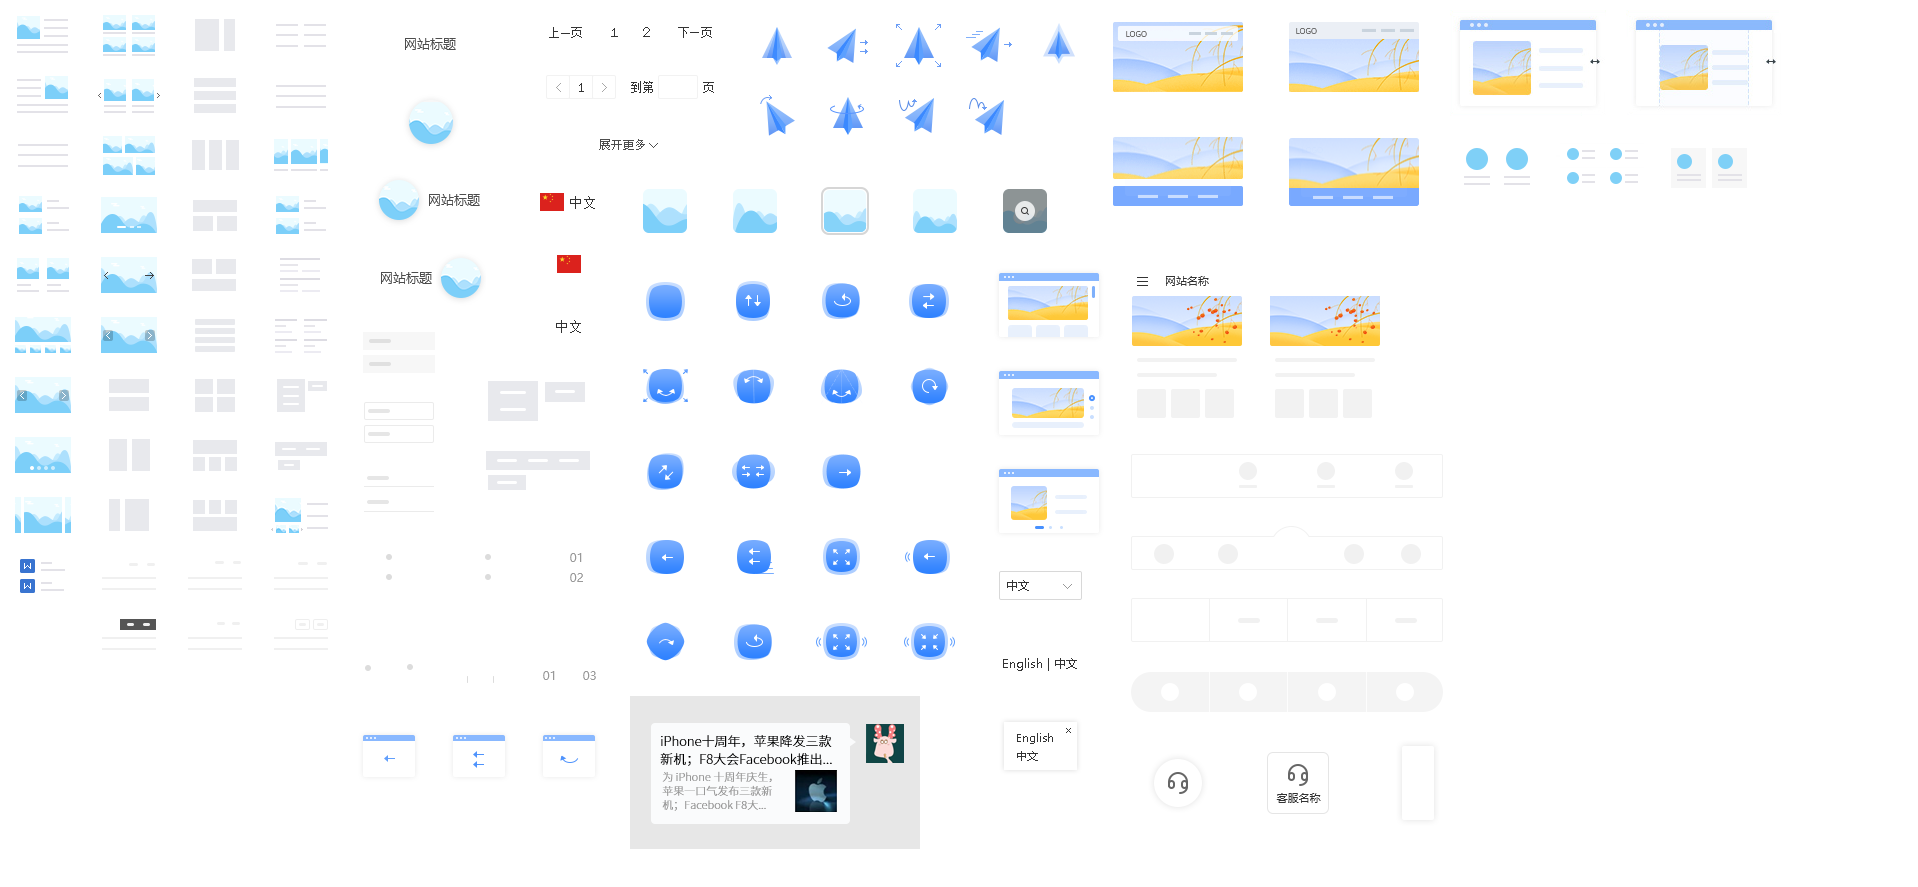 网站标题
网站标题
网站标题
上一页 1 2 下一页
1 到第 页
展开更多
中文
中文
01
02
01 03
LOGO
LOGO
网站名称
中文
English | 中文
English
中文
客服名称
iPhone十周年，苹果降发三款
新机；F8大会Facebook推出...
为 iPhone 十周年庆生，
苹果一口气发布三款新
机；Facebook F8大...